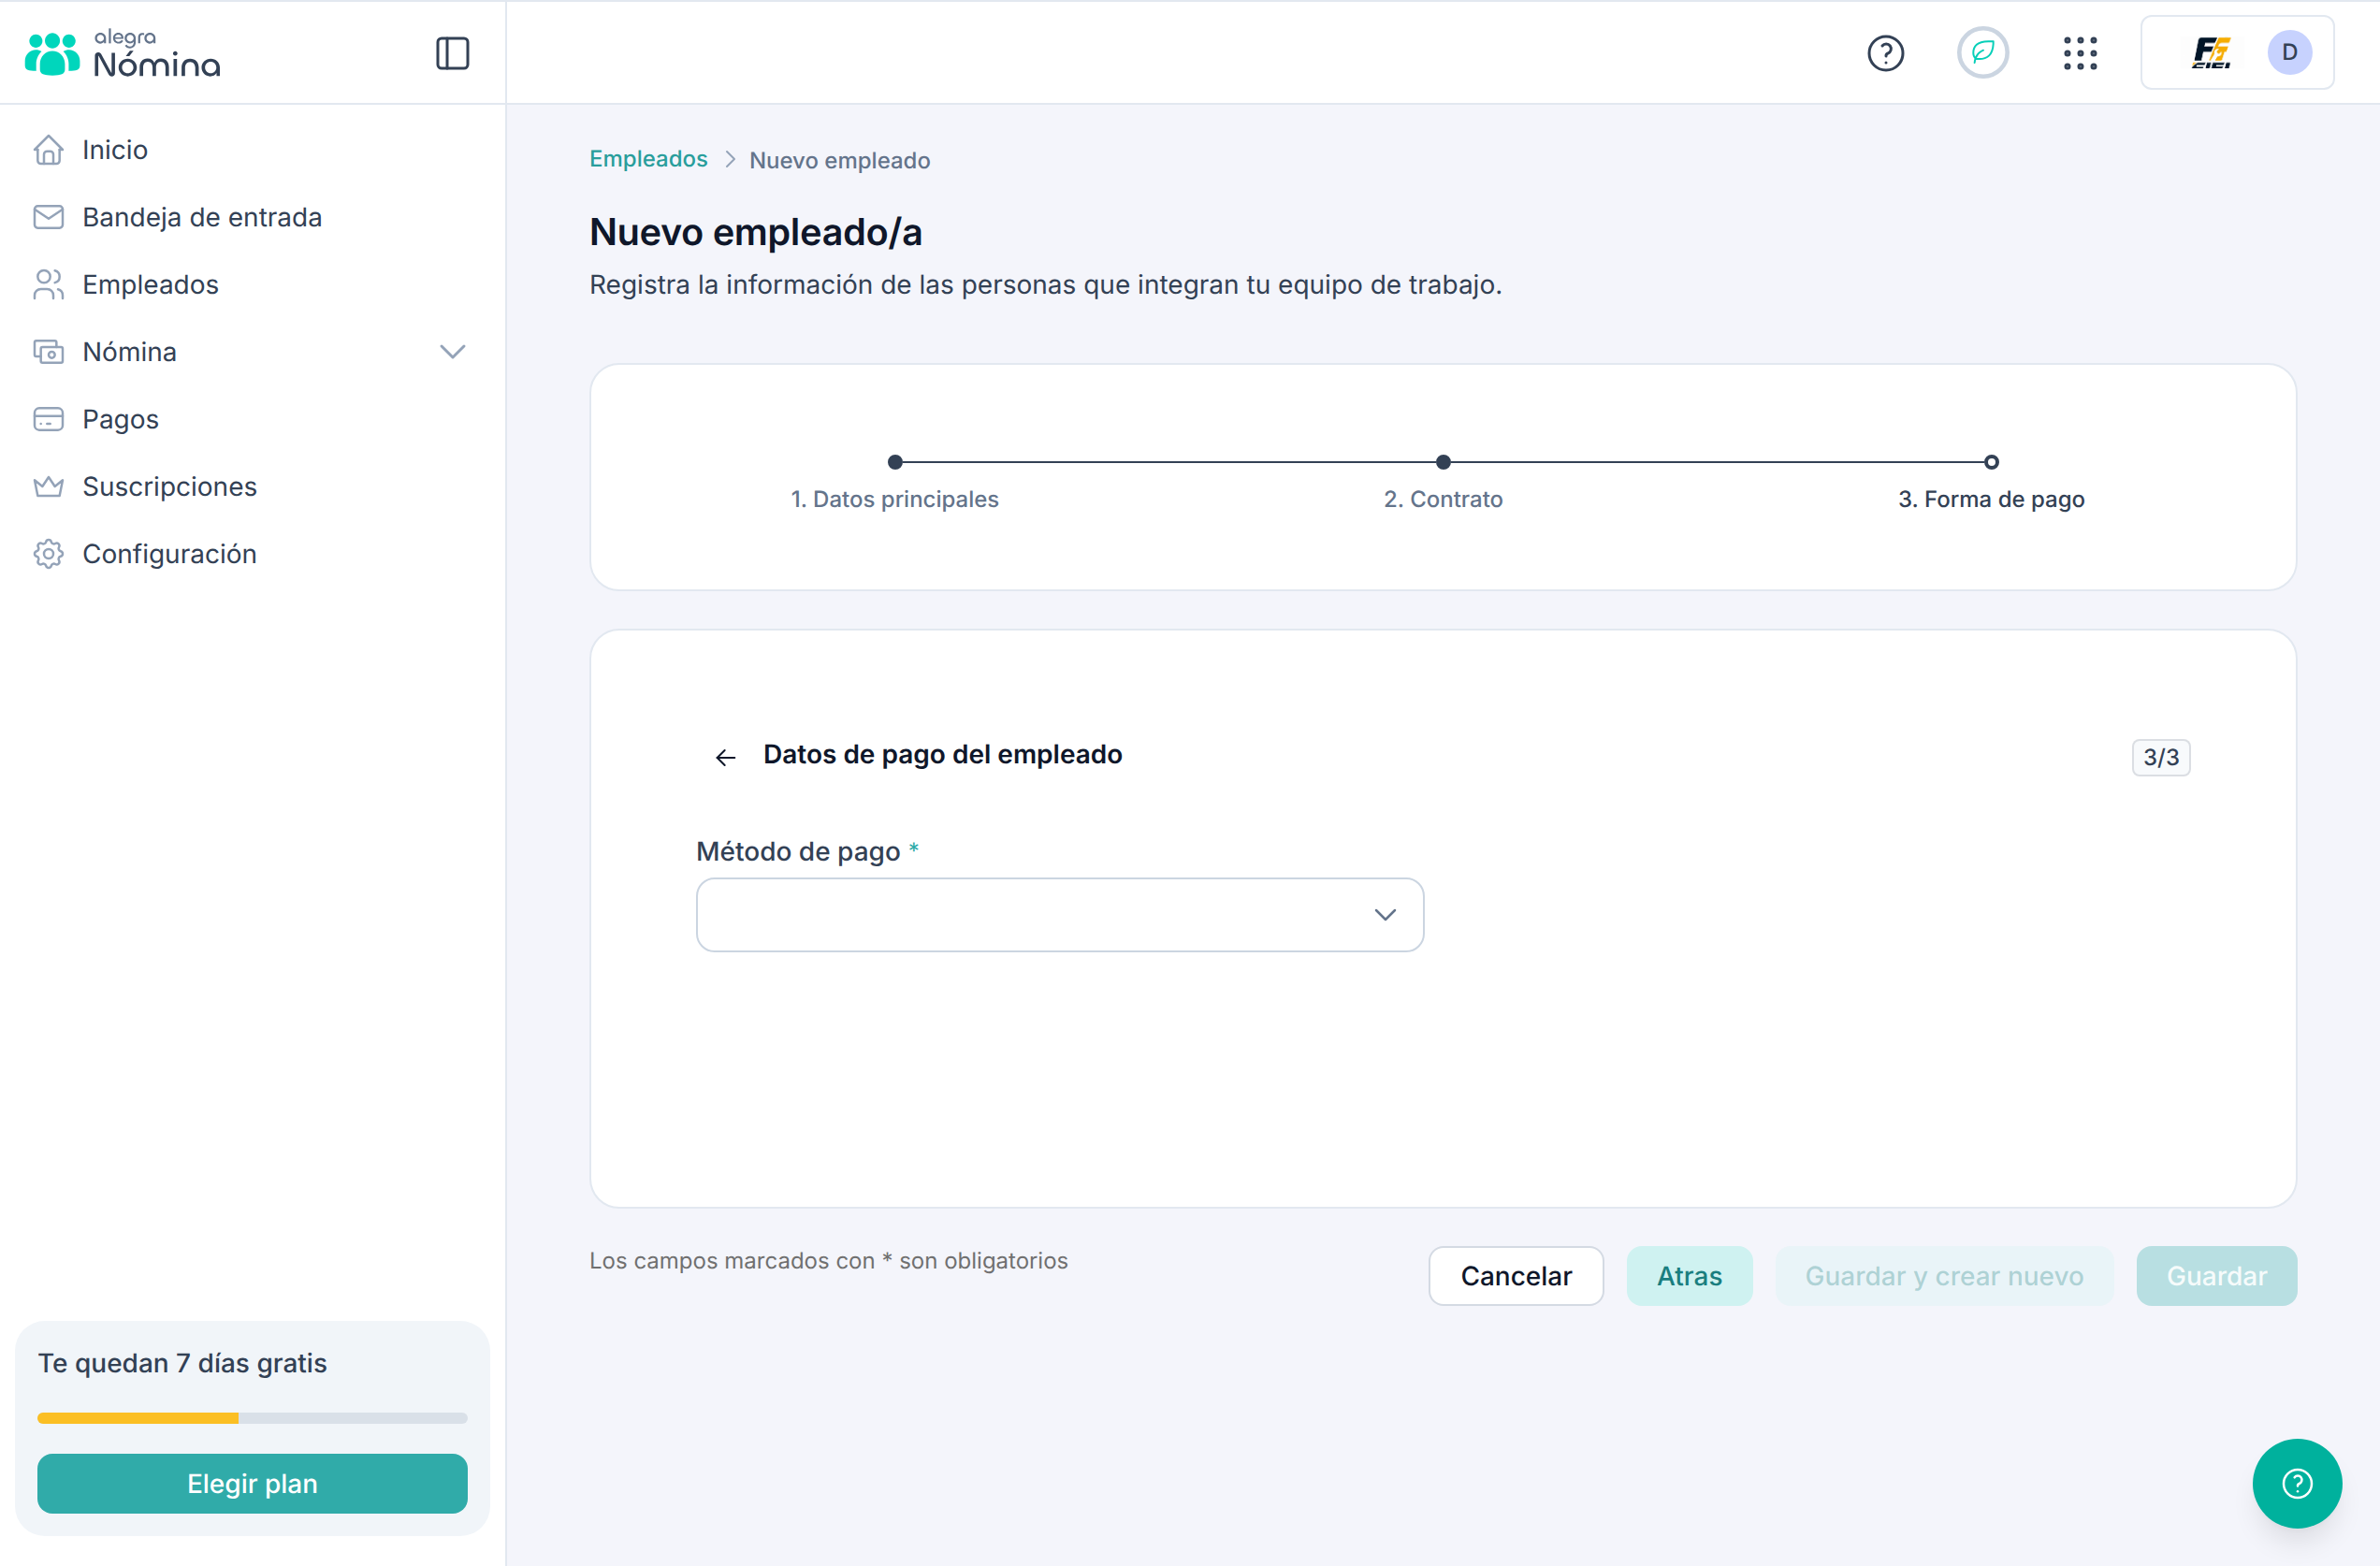 alegra
Nómina
D
Inicio
Bandeja de entrada
Empleados
Nómina
Pagos
Suscripciones
Configuración
Te quedan 7 días gratis
Elegir plan
Empleados > Nuevo empleado
Nuevo empleado/a
Registra la información de las personas que integran tu equipo de trabajo.
1. Datos principales
2. Contrato
3. Forma de pago
← Datos de pago del empleado
3/3
Método de pago *
Los campos marcados con * son obligatorios
Cancelar
Atras
Guardar y crear nuevo
Guardar